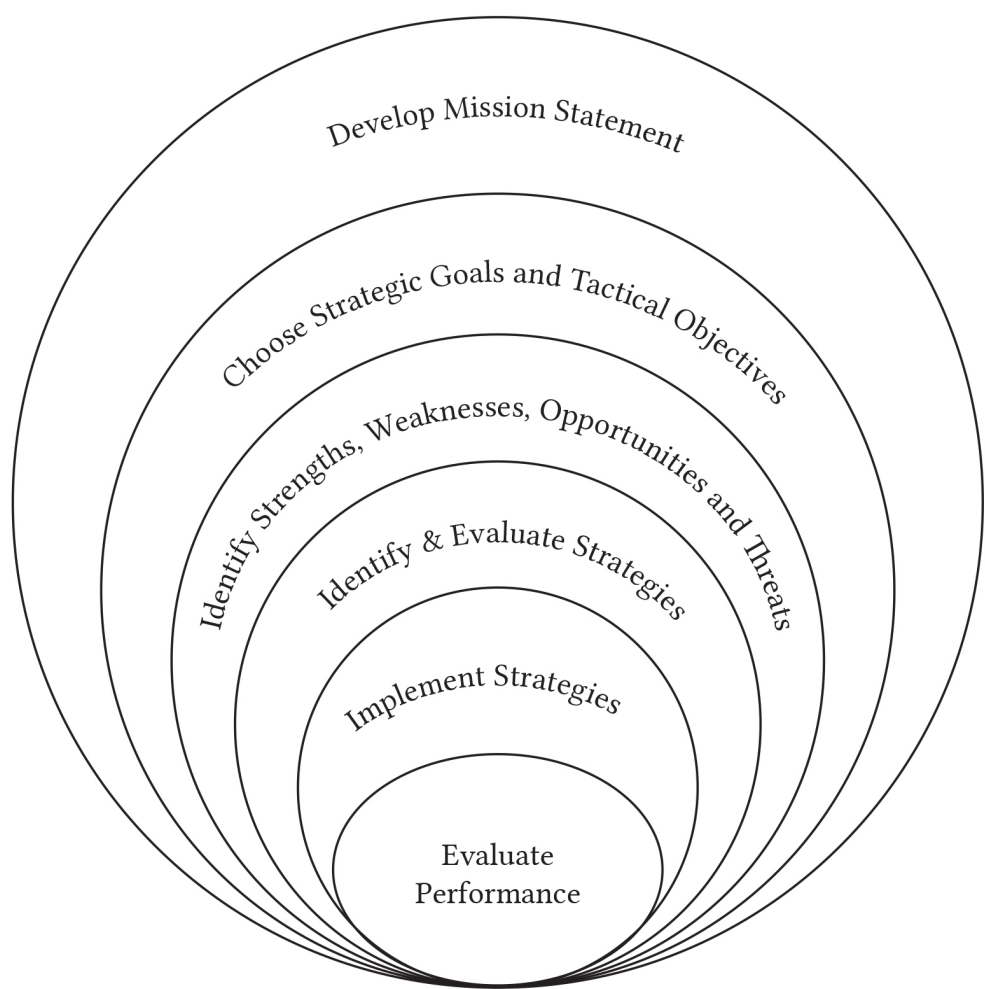 Develop Mission Statement
Choose Strategic Goals and Tactical Objectives
Identify Strengths, Weaknesses, Opportunities and Threats
Identify & Evaluate Strategies
Implement Strategies
Evaluate
Performance